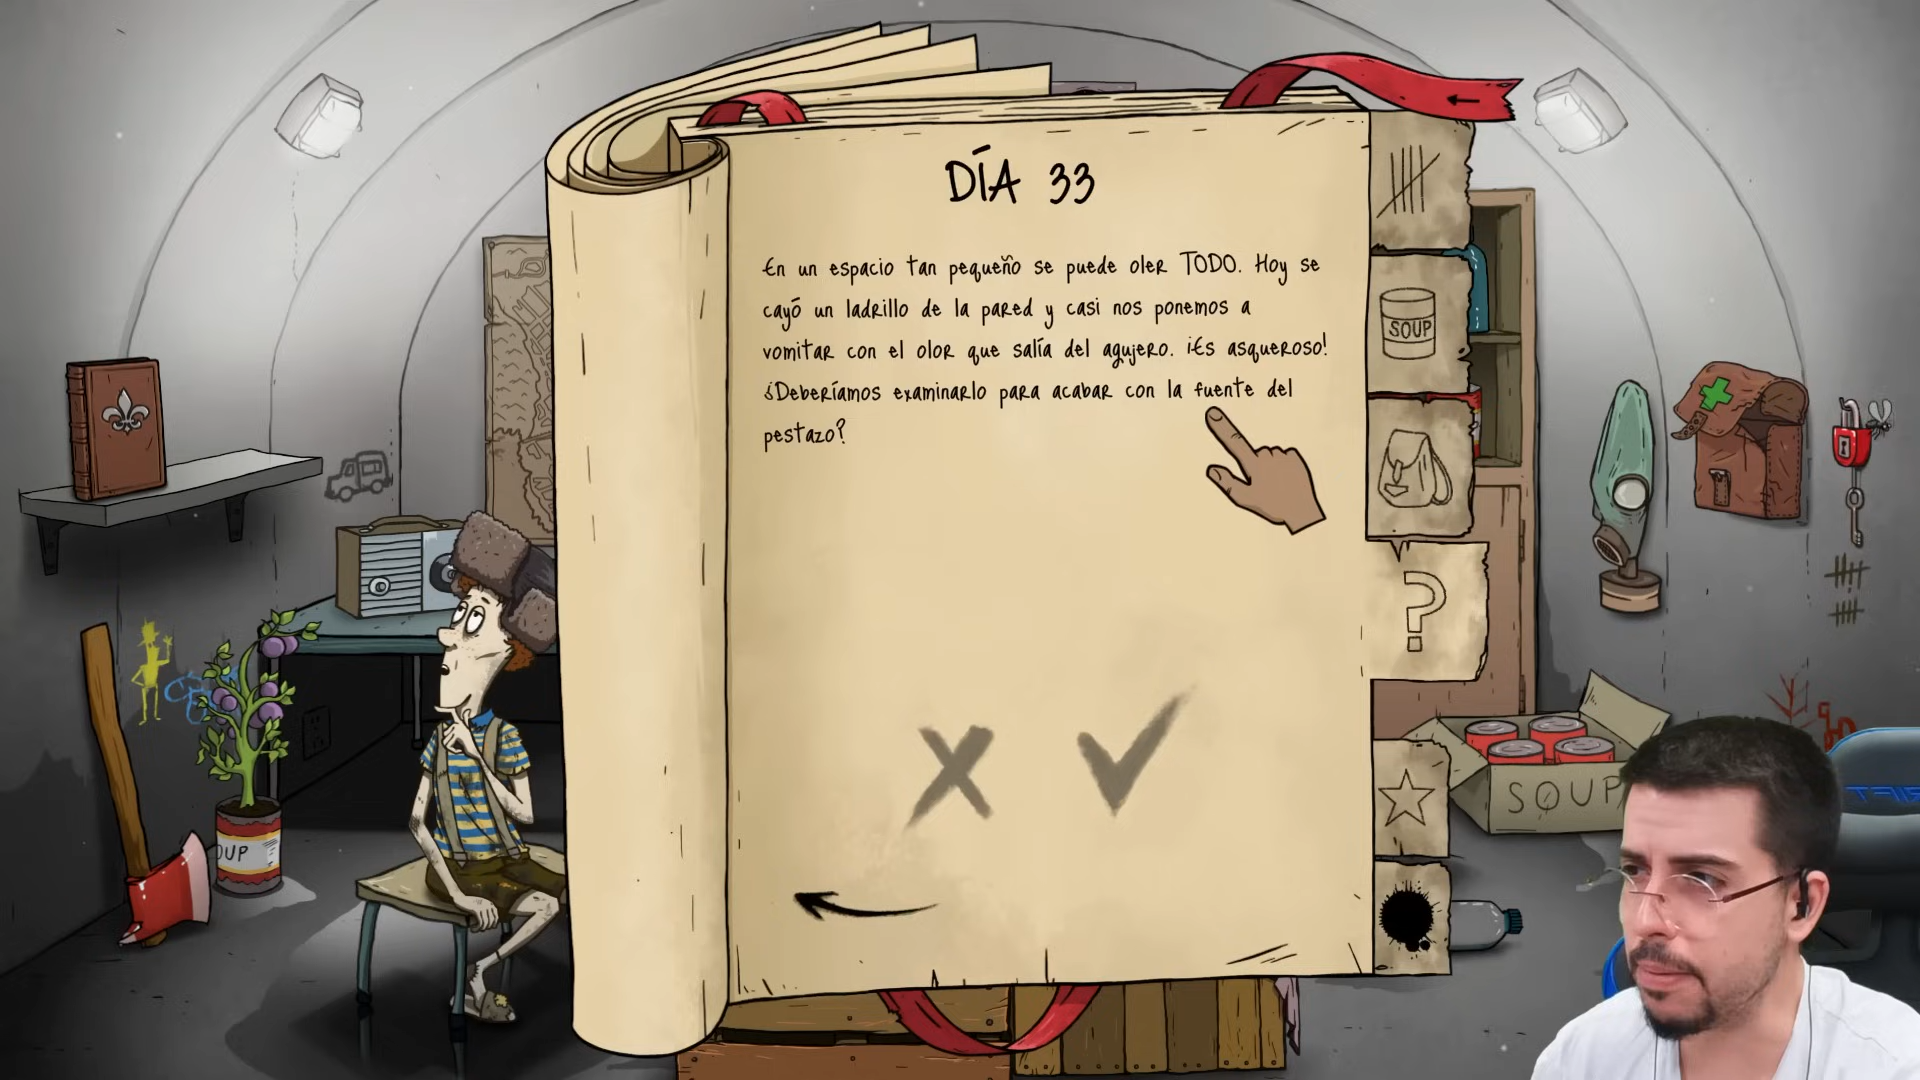 DÍA 33
En un espacio tan pequeño se puede oler TODO. Hoy se
cayó un ladrillo de la pared y casi nos ponemos a
vomitar con el olor que salía del agujero. ¡Es asqueroso!
¿Deberíamos examinarlo para acabar con la fuente del
pestazo?
SOUP
SOUP
OUP